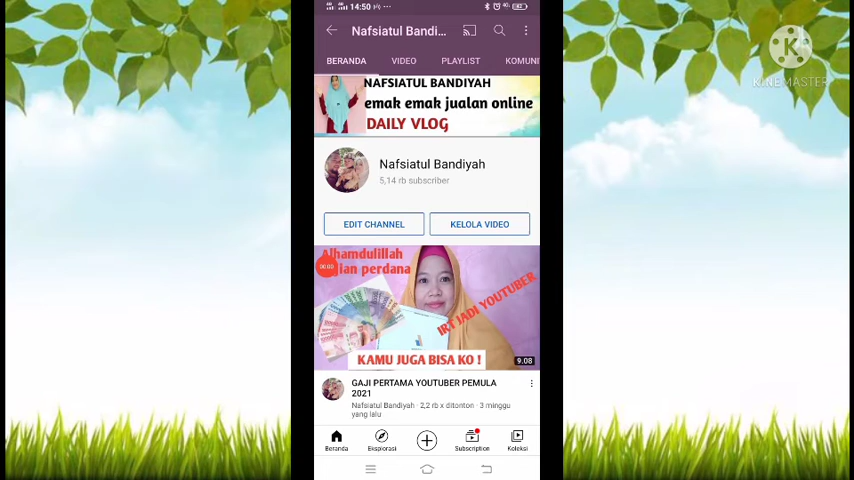 14:50
Nafsiatul Bandi...
BERANDA VIDEO PLAYLIST KOMUNI
NAFSIATUL BANDIYAH
emak emak jualan online
DAILY VLOG
Nafsiatul Bandiyah
5,14 rb subscriber
EDIT CHANNEL KELOLA VIDEO
Alhamdulillah
perdana
00:00
IRT JADI YOUTUBER
KAMU JUGA BISA KO !
9.08
GAJI PERTAMA YOUTUBER PEMULA
2021
Nafsiatul Bandiyah · 2,2 rb x ditonton · 3 minggu
yang lalu
Beranda Eksplorasi Subscription Koleksi
K
KINEMASTER